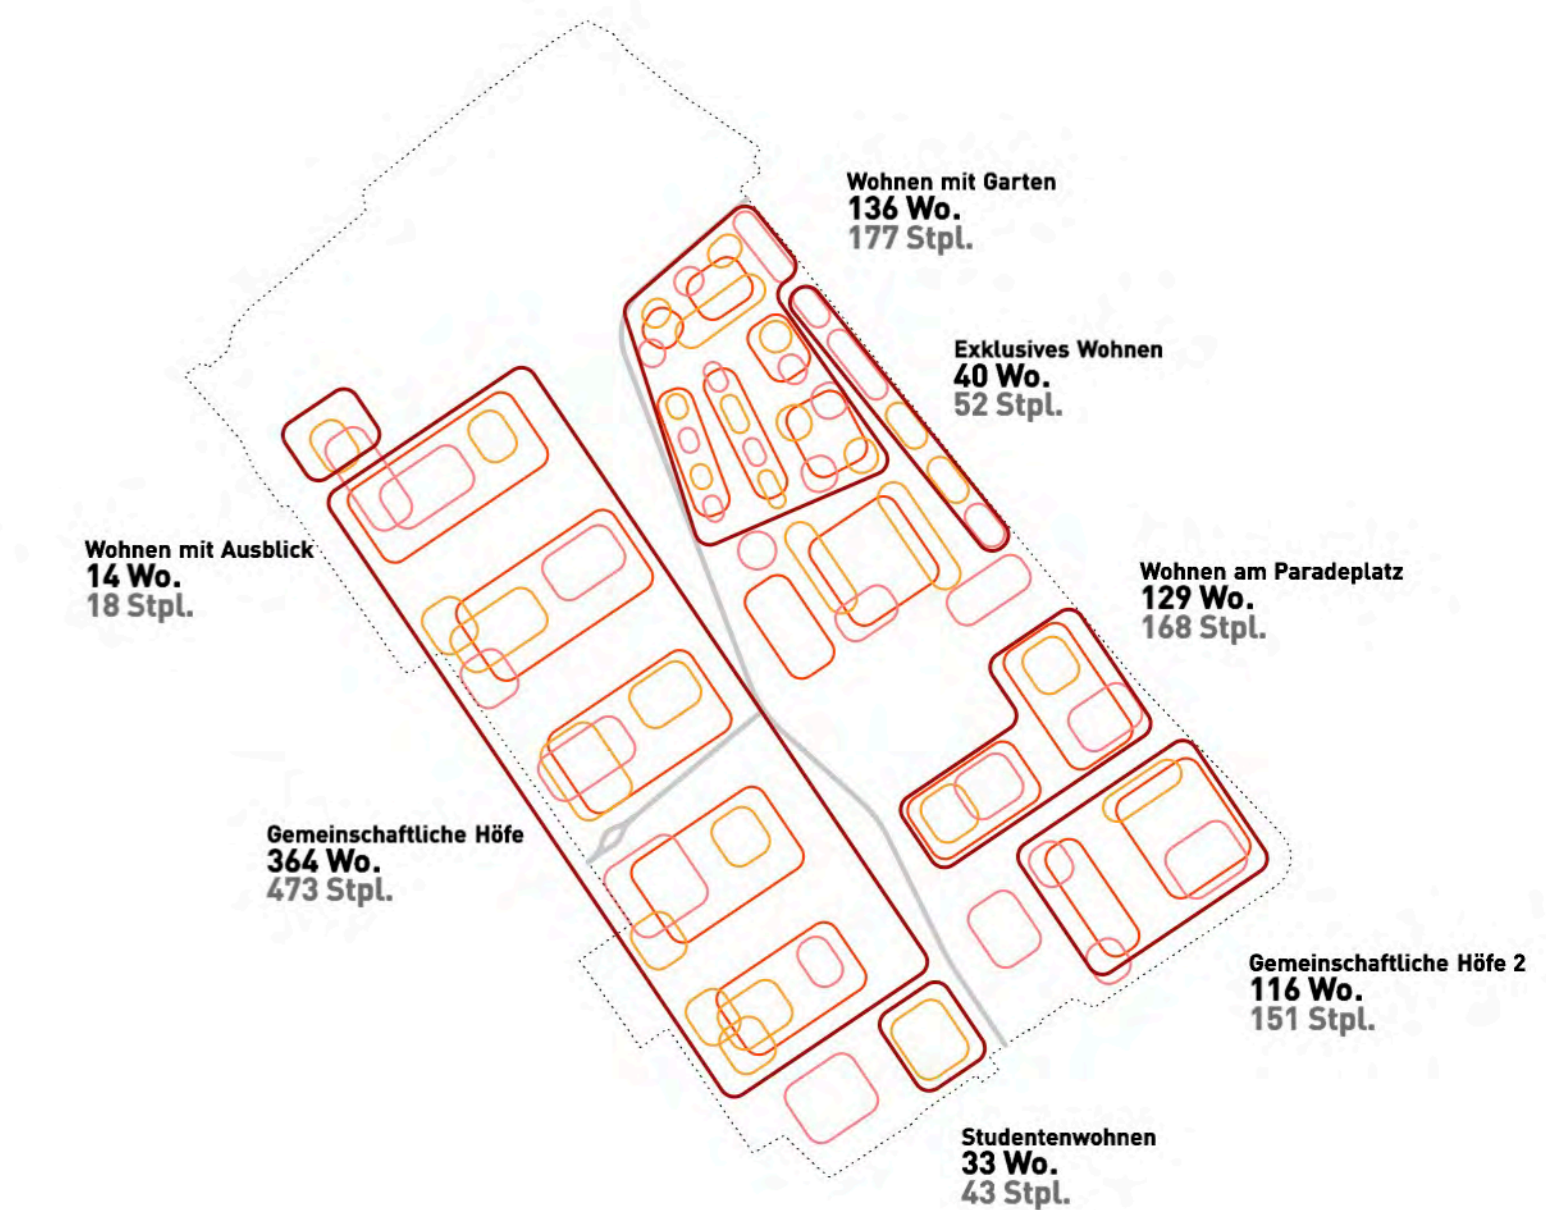 Wohnen mit Garten
136 Wo.
177 Stpl.
Exklusives Wohnen
40 Wo.
52 Stpl.
Wohnen mit Ausblick
14 Wo.
18 Stpl.
Wohnen am Paradeplatz
129 Wo.
168 Stpl.
Gemeinschaftliche Höfe
364 Wo.
473 Stpl.
Gemeinschaftliche Höfe 2
116 Wo.
151 Stpl.
Studentenwohnen
33 Wo.
43 Stpl.